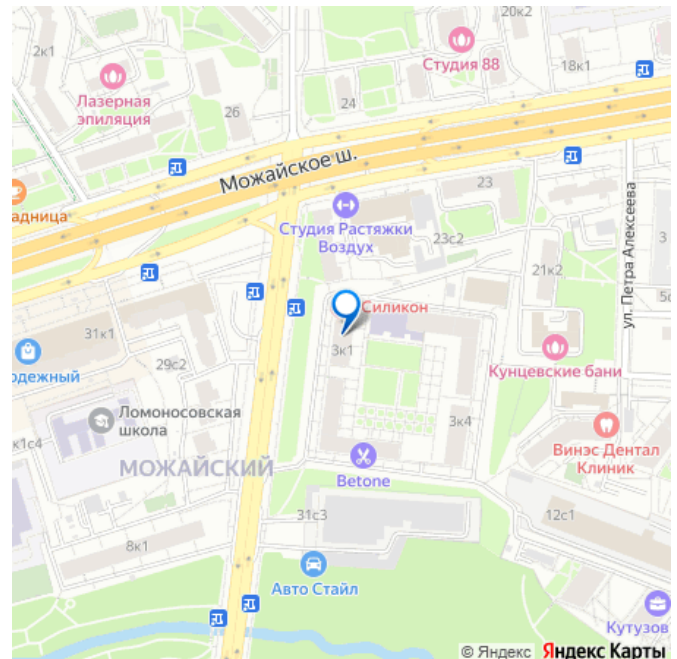 20к2
2к1
Студия 88
18к1
Лазерная
эпиляция
24
26
Можайское ш.
адница
23
Студия Растяжки
Воздух
23с2
ул. Петра Алексеева
3
21к2
5с
Силикон
31к1
3к1
29с2
одежный
Кунцевские бани
Ломоносовская
школа
к1с4
3к4
Винэс Дентал
Клиник
МОЖАЙСКИЙ
Betone
31с3
12с1
8к1
Авто Стайл
Кутузов
© Яндекс Яндекс Карты